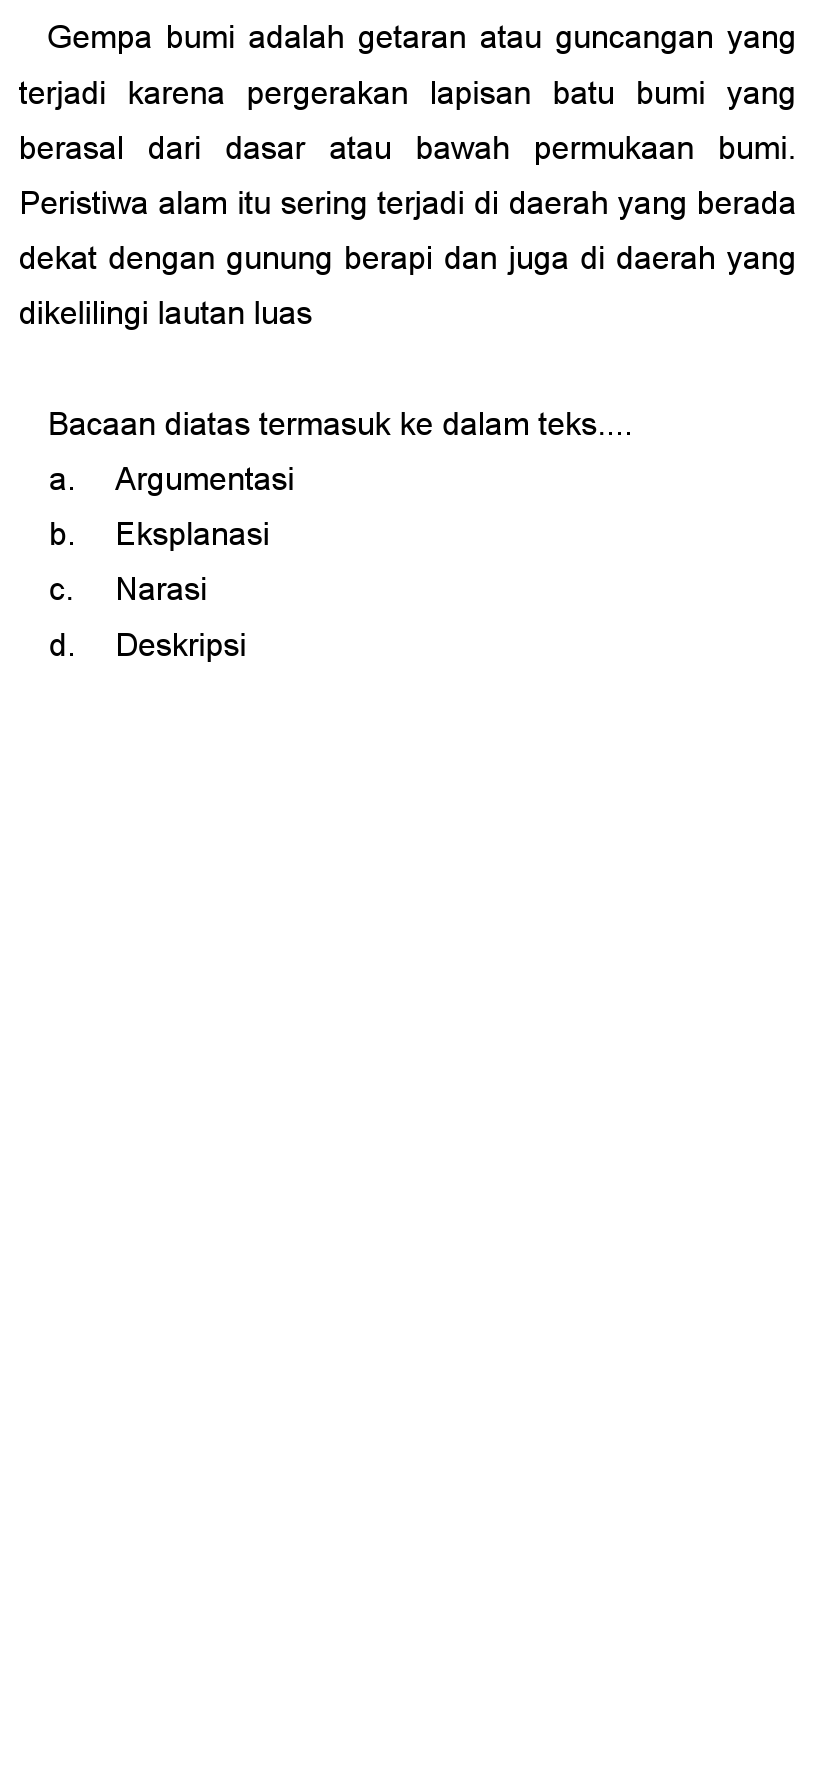 Gempa bumi adalah getaran atau guncangan yang
terjadi karena pergerakan lapisan batu bumi yang
berasal dari dasar atau bawah permukaan bumi.
Peristiwa alam itu sering terjadi di daerah yang berada
dekat dengan gunung berapi dan juga di daerah yang
dikelilingi lautan luas
Bacaan diatas termasuk ke dalam teks....
a. Argumentasi
b. Eksplanasi
c. Narasi
d. Deskripsi